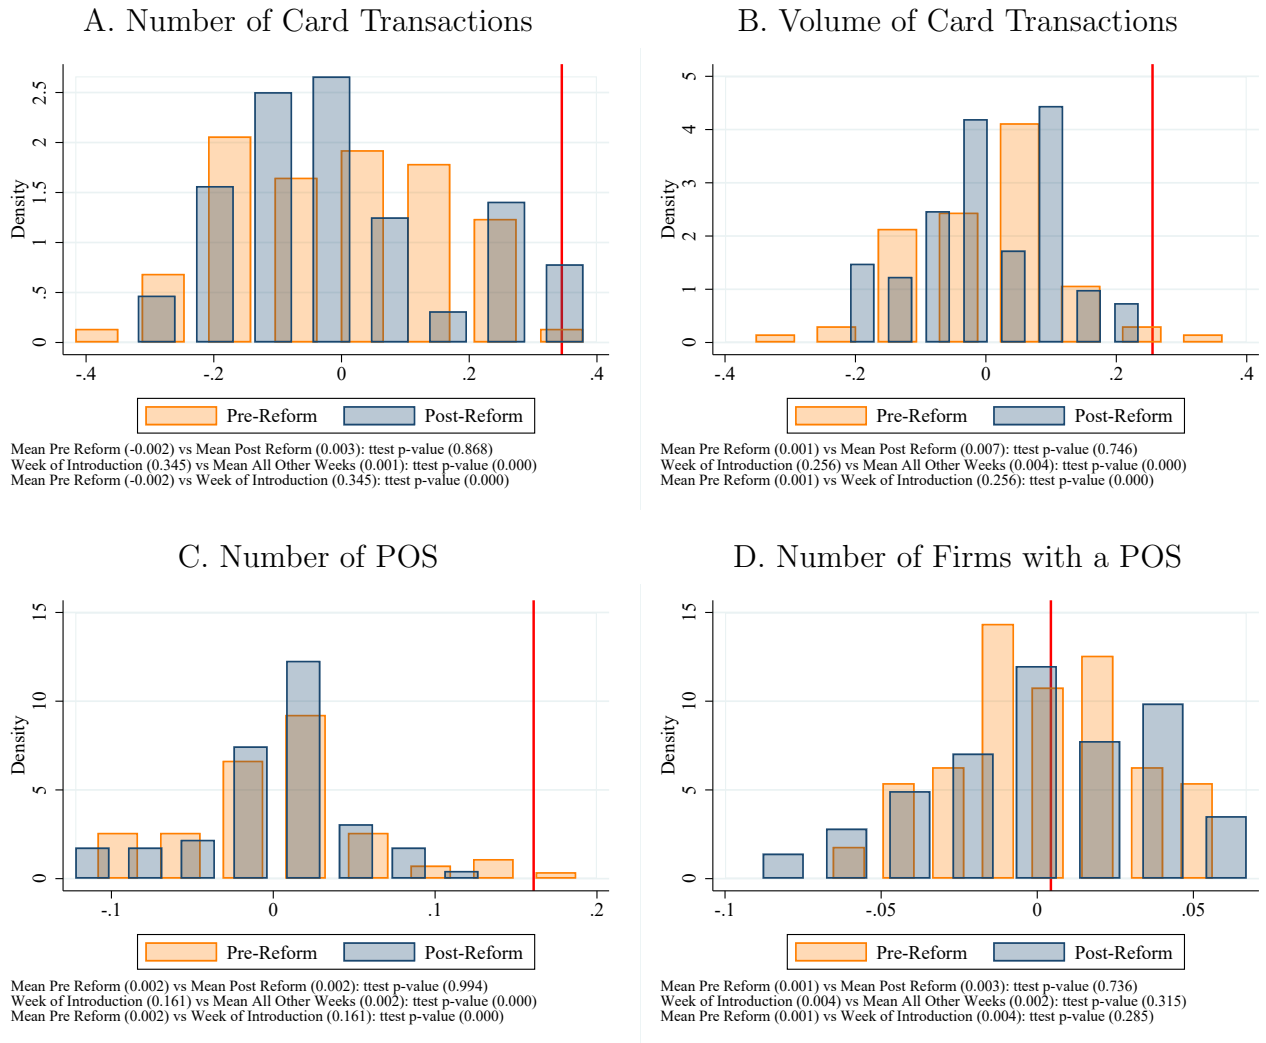 A. Number of Card Transactions
Density
2.5
2
1.5
1
.5
0
-.4
-.2
0
.2
.4
Pre-Reform
Post-Reform
Mean Pre Reform (-0.002) vs Mean Post Reform (0.003): ttest p-value (0.868)
Week of Introduction (0.345) vs Mean All Other Weeks (0.001): ttest p-value (0.000)
Mean Pre Reform (-0.002) vs Week of Introduction (0.345): ttest p-value (0.000)
B. Volume of Card Transactions
Density
5
4
3
2
1
0
-.4
-.2
0
.2
.4
Pre-Reform
Post-Reform
Mean Pre Reform (0.001) vs Mean Post Reform (0.007): ttest p-value (0.746)
Week of Introduction (0.256) vs Mean All Other Weeks (0.004): ttest p-value (0.000)
Mean Pre Reform (0.001) vs Week of Introduction (0.256): ttest p-value (0.000)
C. Number of POS
Density
15
10
5
0
-.1
0
.1
.2
Pre-Reform
Post-Reform
Mean Pre Reform (0.002) vs Mean Post Reform (0.002): ttest p-value (0.994)
Week of Introduction (0.161) vs Mean All Other Weeks (0.002): ttest p-value (0.000)
Mean Pre Reform (0.002) vs Week of Introduction (0.161): ttest p-value (0.000)
D. Number of Firms with a POS
Density
15
10
5
0
-.1
-.05
0
.05
Pre-Reform
Post-Reform
Mean Pre Reform (0.001) vs Mean Post Reform (0.003): ttest p-value (0.736)
Week of Introduction (0.004) vs Mean All Other Weeks (0.002): ttest p-value (0.315)
Mean Pre Reform (0.001) vs Week of Introduction (0.004): ttest p-value (0.285)